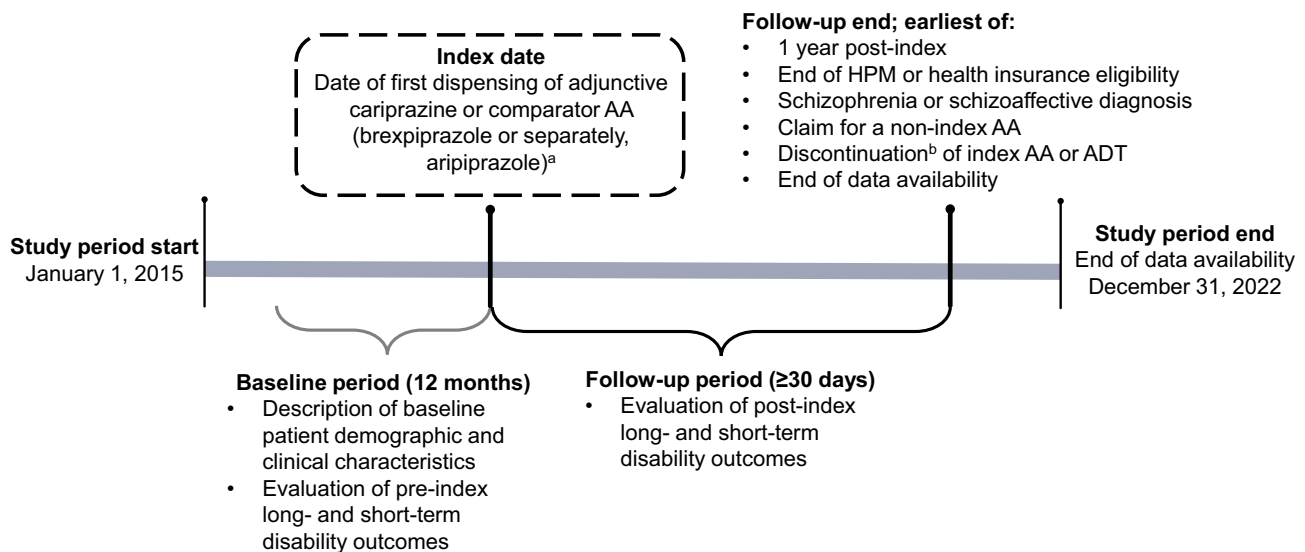 Index date
Date of first dispensing of adjunctive
cariprazine or comparator AA
(brexpiprazole or separately,
aripiprazole)ᵃ
Follow-up end; earliest of:
• 1 year post-index
• End of HPM or health insurance eligibility
• Schizophrenia or schizoaffective diagnosis
• Claim for a non-index AA
• Discontinuationᵇ of index AA or ADT
• End of data availability
Study period start
January 1, 2015
Study period end
End of data availability
December 31, 2022
Baseline period (12 months)
• Description of baseline
patient demographic and
clinical characteristics
• Evaluation of pre-index
long- and short-term
disability outcomes
Follow-up period (≥30 days)
• Evaluation of post-index
long- and short-term
disability outcomes